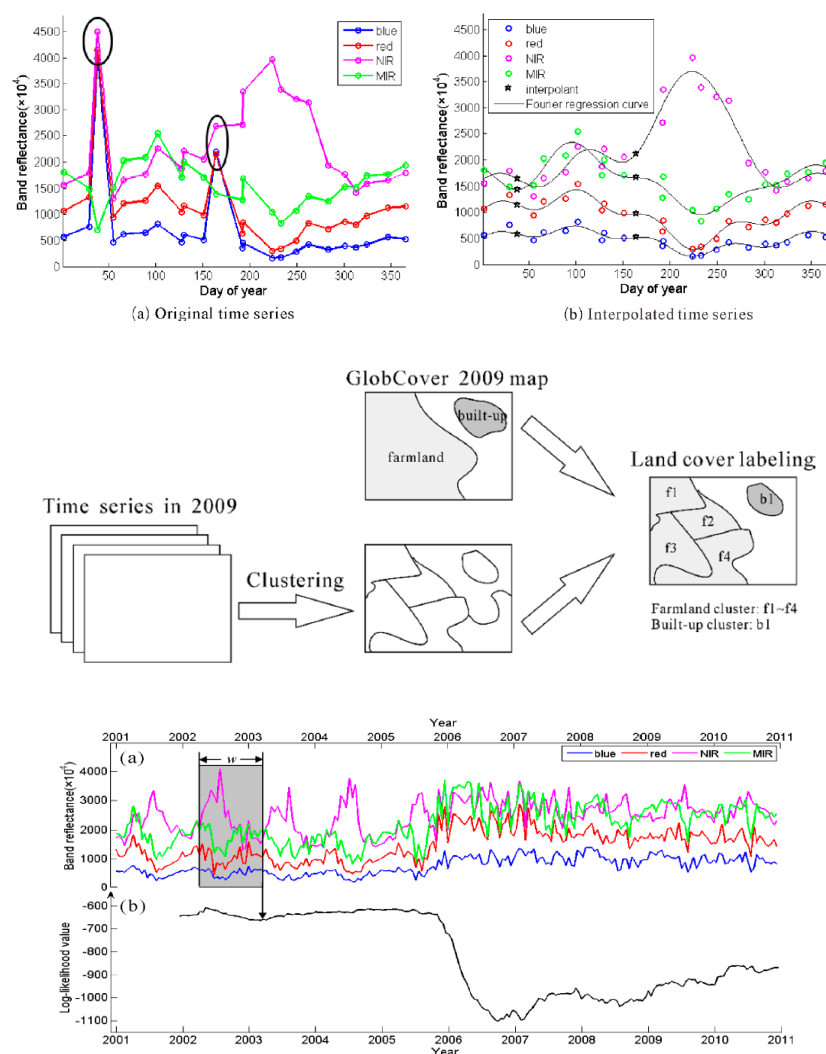 4500
4000
3500
3000
2500
2000
1500
1000
500
0
50 100 150 200 250 300 350
Band reflectance(×10⁴)
Day of year
blue
red
NIR
MIR
(a) Original time series
4500
4000
3500
3000
2500
2000
1500
1000
500
0
0 50 100 150 200 250 300 350
Band reflectance(×10⁴)
Day of year
blue
red
NIR
MIR
interpolant
Fourier regression curve
(b) Interpolated time series
GlobCover 2009 map
built-up
farmland
Land cover labeling
f1
b1
f2
f3
f4
Time series in 2009
Clustering
Farmland cluster: f1~f4
Built-up cluster: b1
Year
2001 2002 2003 2004 2005 2006 2007 2008 2009 2010 2011
(a)
w
blue red NIR MIR
4000
3000
2000
1000
0
Band reflectance(×10⁴)
(b)
-600
-700
-800
-900
-1000
-1100
Log-likelihood value
2001 2002 2003 2004 2005 2006 2007 2008 2009 2010 2011
Year